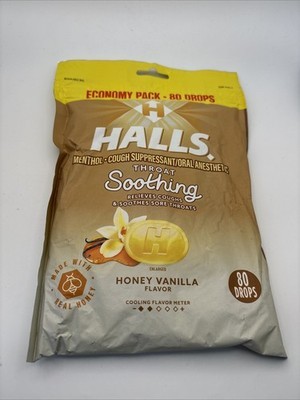 ECONOMY PACK - 80 DROPS
H
HALLS.
MENTHOL - COUGH SUPPRESSANT/ORAL ANESTHETIC
THROAT
Soothing
RELIEVES COUGHS
& SOOTHES SORE THROATS
H
ENLARGED
HONEY VANILLA
FLAVOR
COOLING FLAVOR METER
MADE WITH
REAL HONEY
80
DROPS